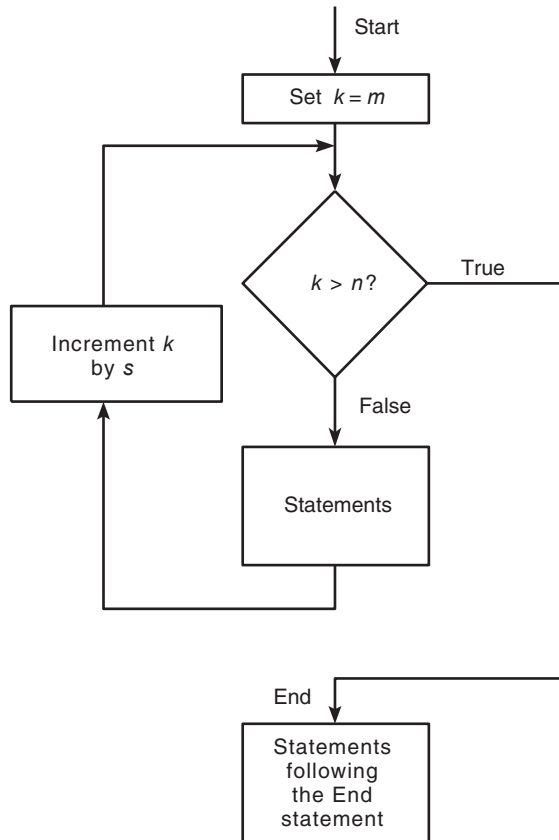 Start
Set k = m
k > n?
True
Increment k
by s
False
Statements
End
Statements
following
the End
statement